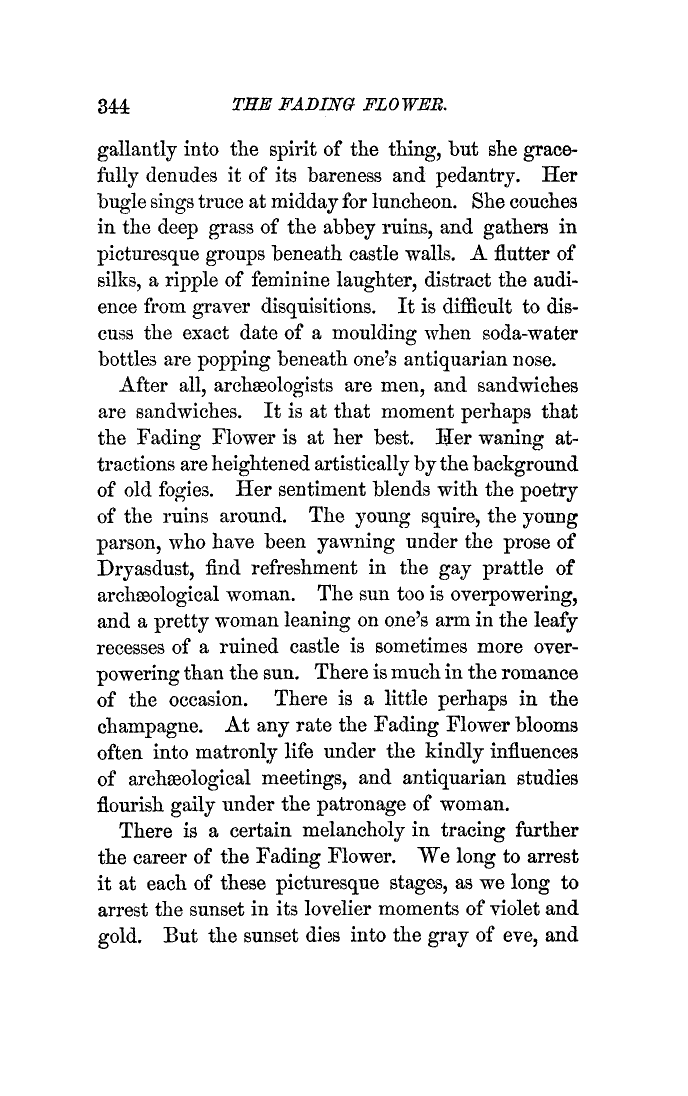 344 THE FADING FLOWER.
gallantly into the spirit of the thing, but she grace-
fully denudes it of its bareness and pedantry. Her
bugle sings truce at midday for luncheon. She couches
in the deep grass of the abbey ruins, and gathers in
picturesque groups beneath castle walls. A flutter of
silks, a ripple of feminine laughter, distract the audi-
ence from graver disquisitions. It is difficult to dis-
cuss the exact date of a moulding when soda-water
bottles are popping beneath one's antiquarian nose.
After all, archæologists are men, and sandwiches
are sandwiches. It is at that moment perhaps that
the Fading Flower is at her best. Her waning at-
tractions are heightened artistically by the background
of old fogies. Her sentiment blends with the poetry
of the ruins around. The young squire, the young
parson, who have been yawning under the prose of
Dryasdust, find refreshment in the gay prattle of
archæological woman. The sun too is overpowering,
and a pretty woman leaning on one's arm in the leafy
recesses of a ruined castle is sometimes more over-
powering than the sun. There is much in the romance
of the occasion. There is a little perhaps in the
champagne. At any rate the Fading Flower blooms
often into matronly life under the kindly influences
of archæological meetings, and antiquarian studies
flourish gaily under the patronage of woman.
There is a certain melancholy in tracing further
the career of the Fading Flower. We long to arrest
it at each of these picturesque stages, as we long to
arrest the sunset in its lovelier moments of violet and
gold. But the sunset dies into the gray of eve, and